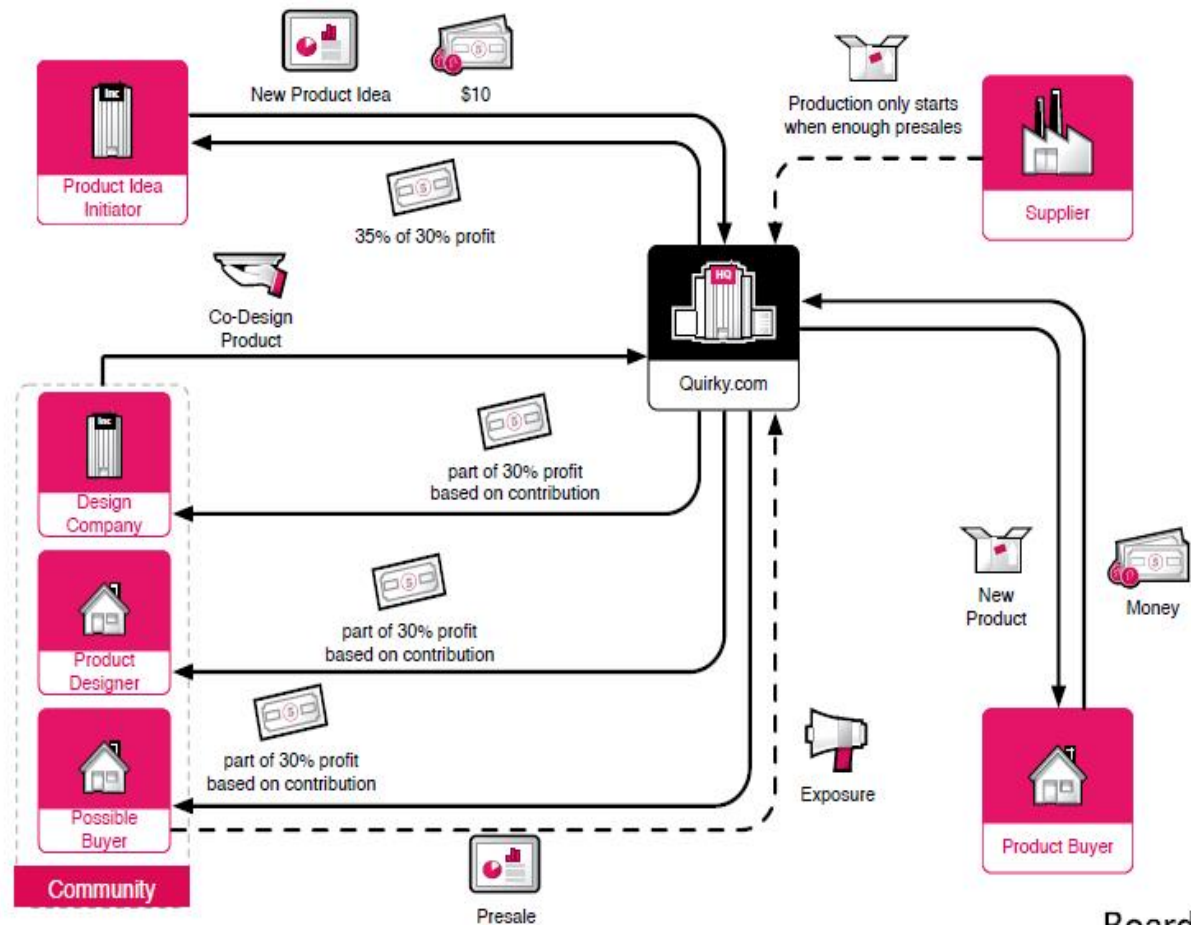 New Product Idea
$10
Inc
Product Idea
Initiator
35% of 30% profit
Production only starts
when enough presales
Supplier
Co-Design
Product
HQ
Quirky.com
Inc
Design
Company
part of 30% profit
based on contribution
Product
Designer
part of 30% profit
based on contribution
Possible
Buyer
part of 30% profit
based on contribution
Community
Presale
Exposure
New
Product
Money
Product Buyer
Board